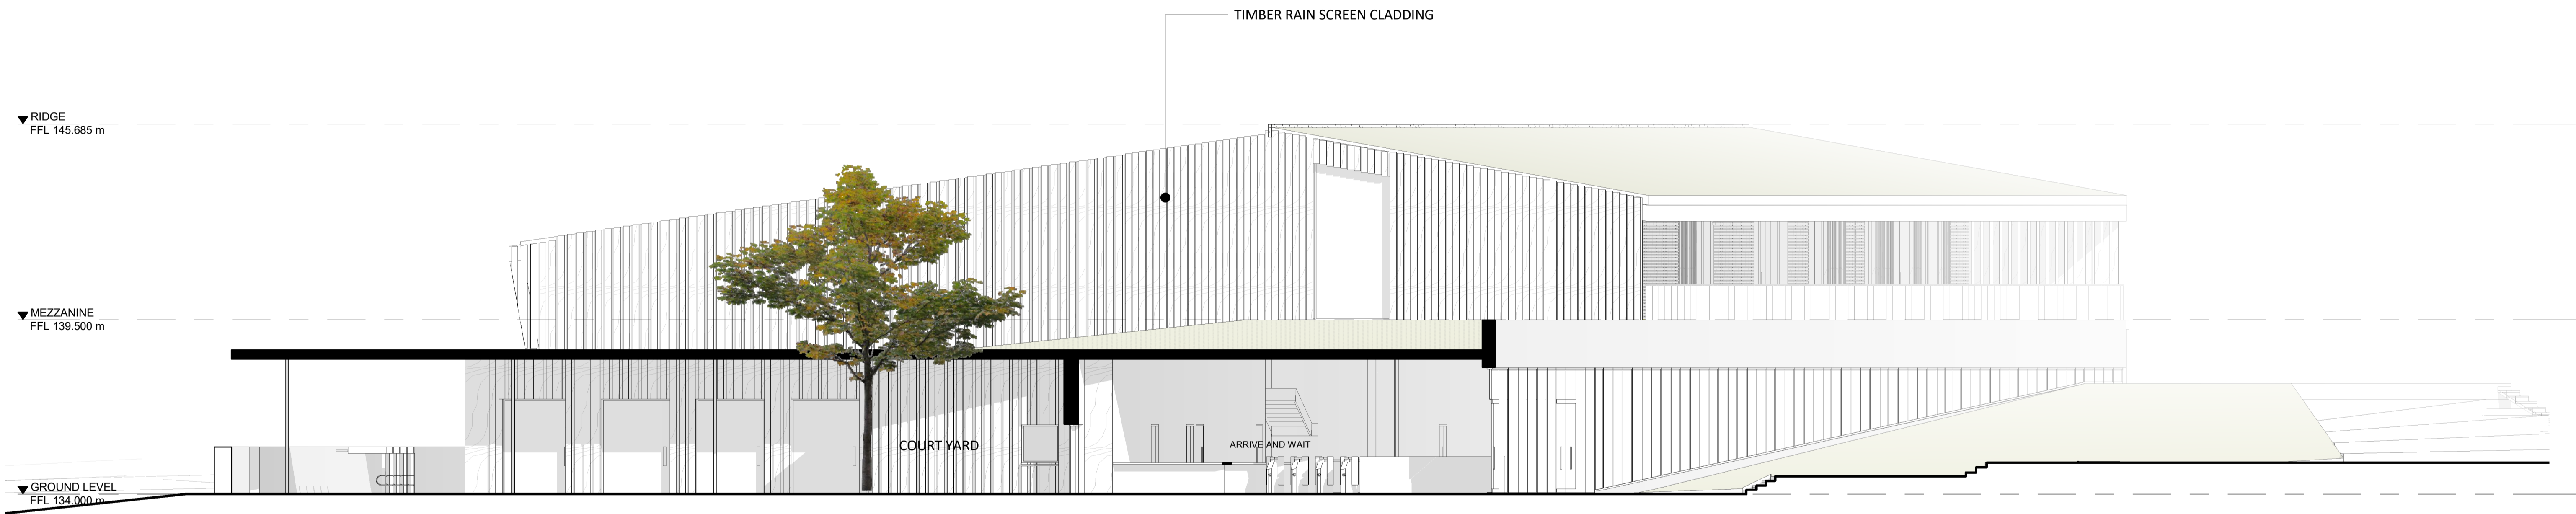 TIMBER RAIN SCREEN CLADDING
RIDGE
FFL 145.685 m
MEZZANINE
FFL 139.500 m
COURT YARD
ARRIVE AND WAIT
GROUND LEVEL
FFL 134.000 m